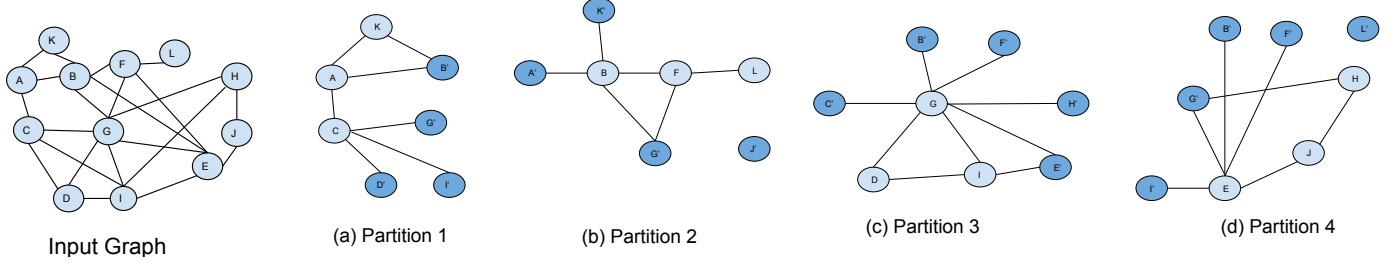 K
A
B
F
L
H
C
G
J
E
D
I
Input Graph
K
A
B'
C
G'
D'
I'
(a) Partition 1
K'
A'
B
F
L
G'
J'
(b) Partition 2
B'
F'
C'
G
H'
D
I
E'
(c) Partition 3
B'
F'
L'
G'
H
J
I'
E
(d) Partition 4